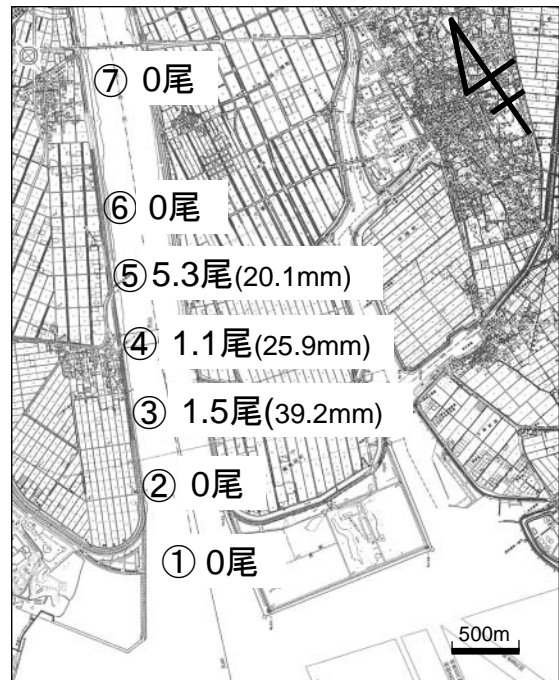 ⑦ 0尾
⑥ 0尾
⑤ 5.3尾(20.1mm)
④ 1.1尾(25.9mm)
③ 1.5尾(39.2mm)
② 0尾
① 0尾
500m